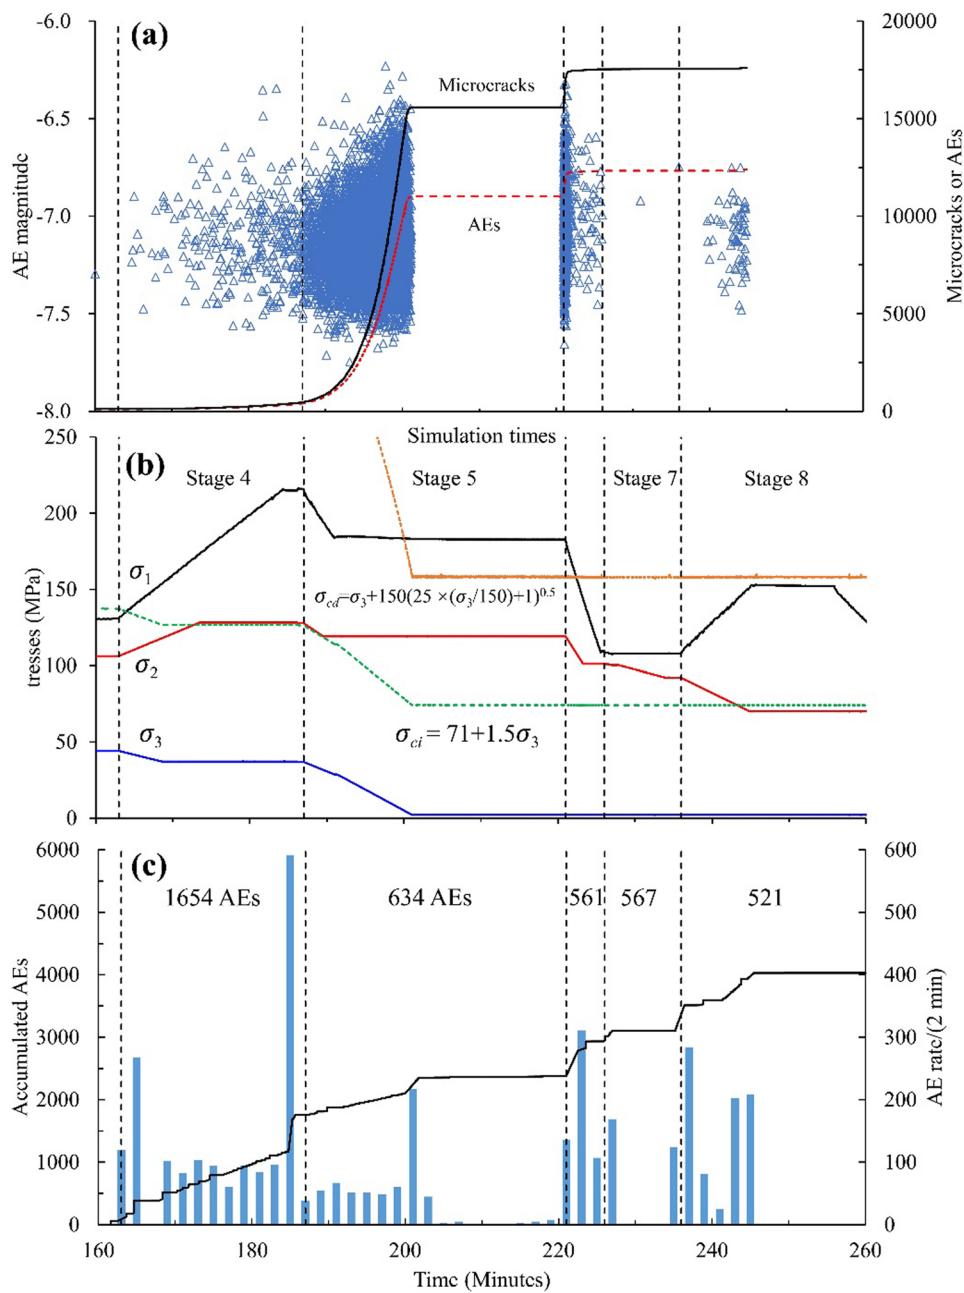 -6.0
(a)
20000
Microcracks
-6.5
15000
AE magnitude
Microcracks or AEs
-7.0
10000
AEs
-7.5
5000
-8.0
0
250
Simulation times
(b)
Stage 4
Stage 5
Stage 7
Stage 8
200
σ1
150
σcd=σ3+150(25 ×(σ3/150)+1)^0.5
tresses (MPa)
100
σ2
σ3
σci = 71+1.5σ3
50
0
6000
(c)
600
1654 AEs
634 AEs
561
567
521
5000
500
4000
400
Accumulated AEs
AE rate/(2 min)
3000
300
2000
200
1000
100
0
0
160
180
200
220
240
260
Time (Minutes)